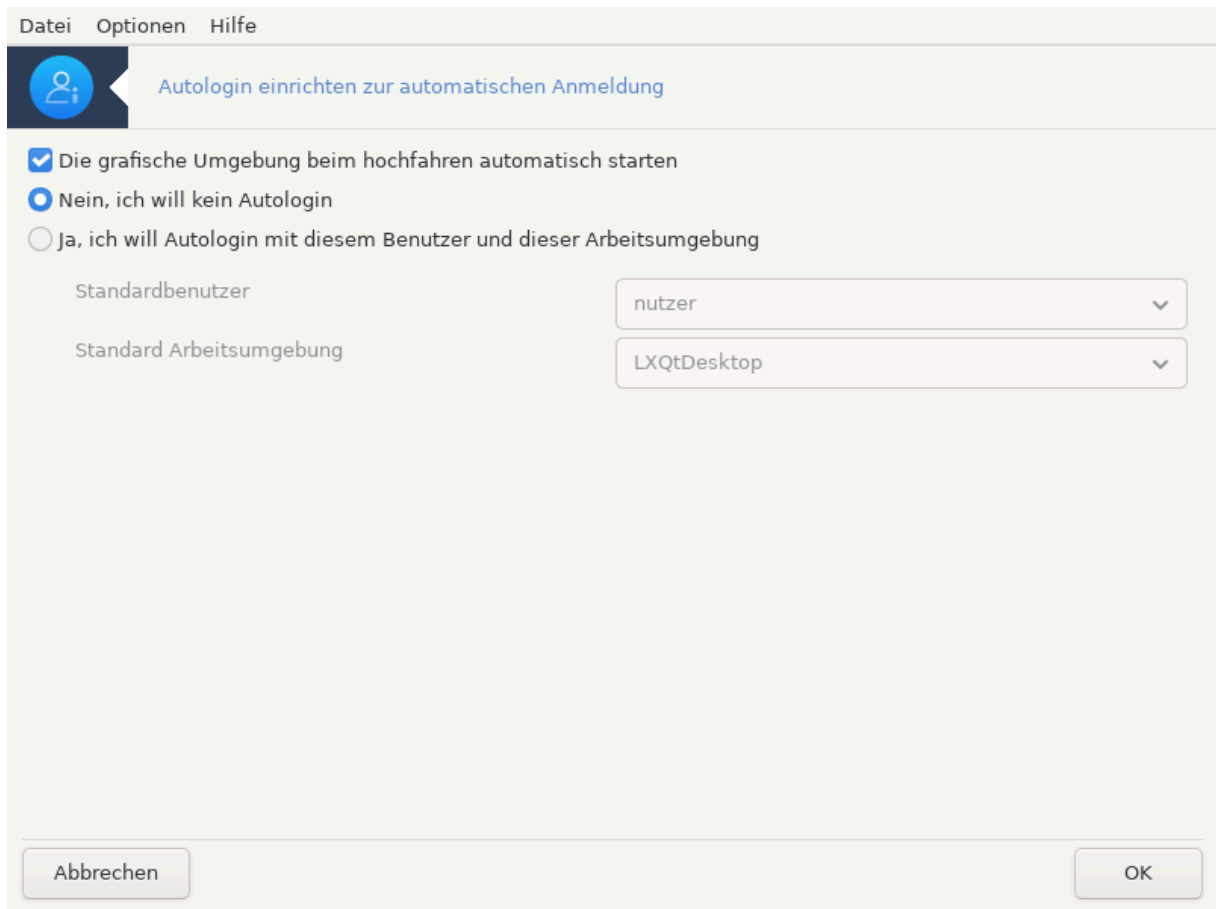 Datei Optionen Hilfe
Autologin einrichten zur automatischen Anmeldung
Die grafische Umgebung beim hochfahren automatisch starten
Nein, ich will kein Autologin
Ja, ich will Autologin mit diesem Benutzer und dieser Arbeitsumgebung
Standardbenutzer nutzer
Standard Arbeitsumgebung LXQtDesktop
Abbrechen OK